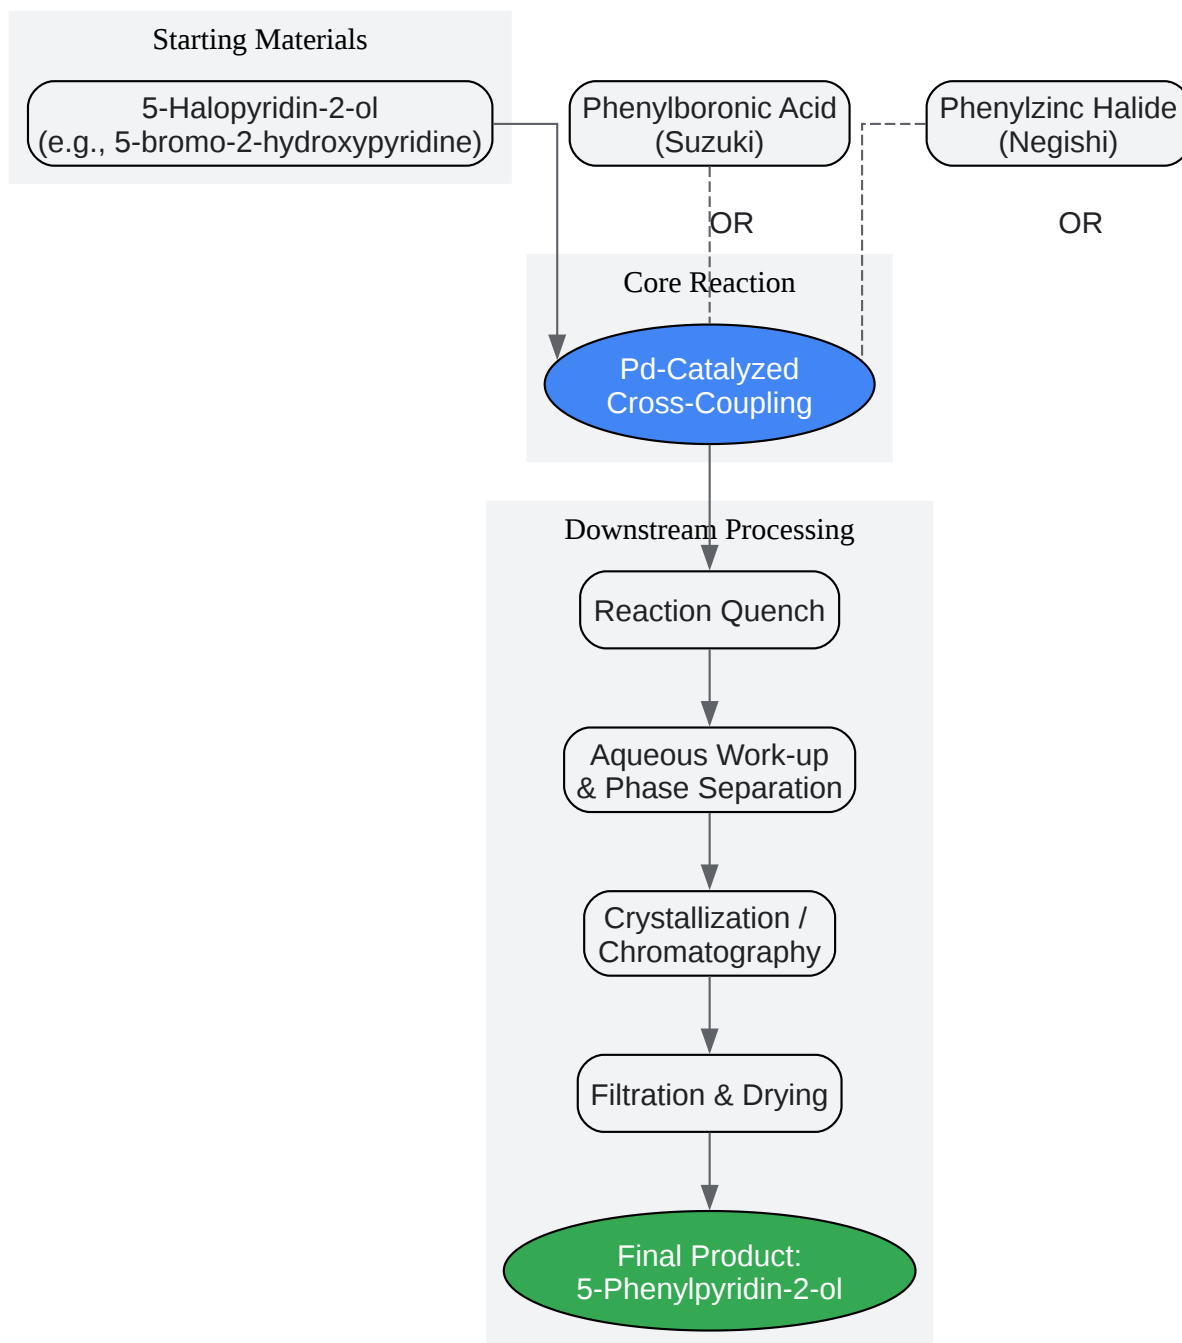 Starting Materials
5-Halopyridin-2-ol
(e.g., 5-bromo-2-hydroxypyridine)
Phenylboronic Acid
(Suzuki)
Phenylzinc Halide
(Negishi)
OR
OR
Core Reaction
Pd-Catalyzed
Cross-Coupling
Downstream Processing
Reaction Quench
Aqueous Work-up
& Phase Separation
Crystallization /
Chromatography
Filtration & Drying
Final Product:
5-Phenylpyridin-2-ol